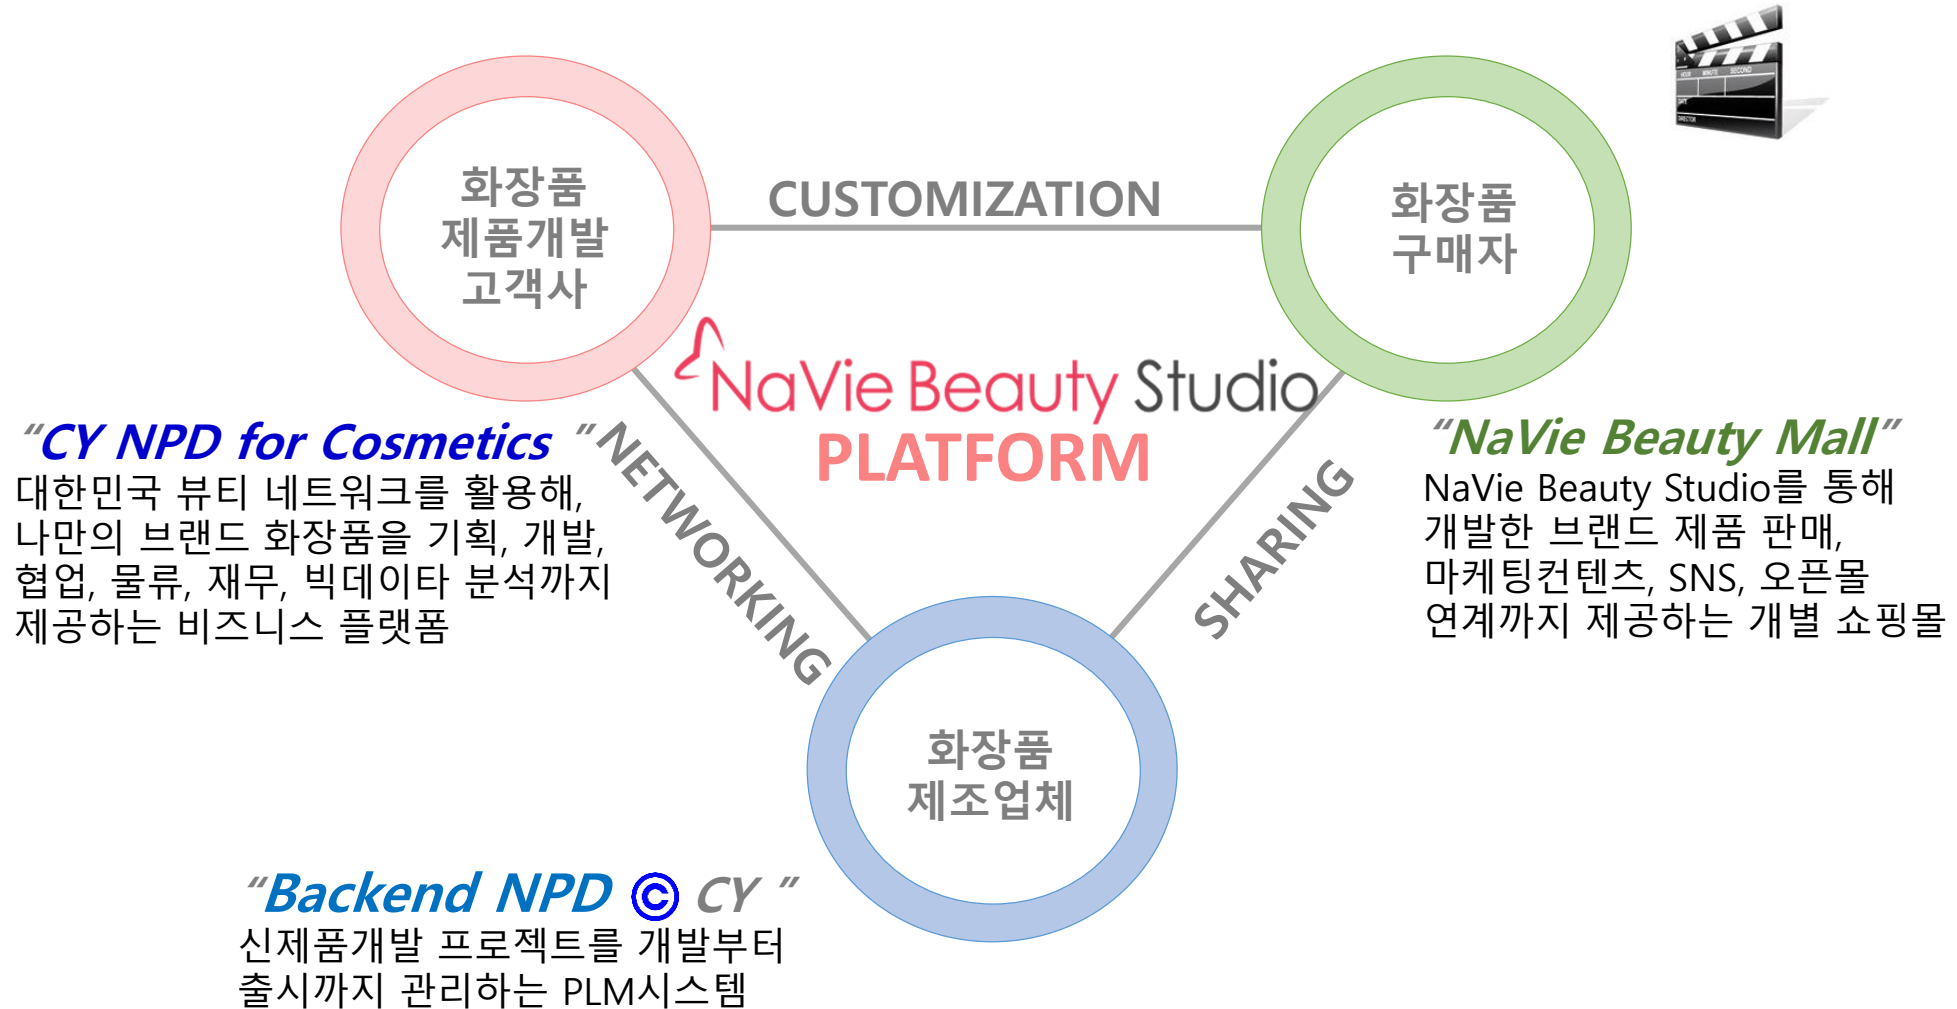 HOUR MINUTE SECOND
DATE
DIRECTOR
화장품
제품개발
고객사
CUSTOMIZATION
화장품
구매자
NaVie Beauty Studio
PLATFORM
"CY NPD for Cosmetics "
대한민국 뷰티 네트워크를 활용해,
나만의 브랜드 화장품을 기획, 개발,
협업, 물류, 재무, 빅데이타 분석까지
제공하는 비즈니스 플랫폼
NETWORKING
SHARING
"NaVie Beauty Mall"
NaVie Beauty Studio를 통해
개발한 브랜드 제품 판매,
마케팅컨텐츠, SNS, 오픈몰
연계까지 제공하는 개별 쇼핑몰
화장품
제조업체
"Backend NPD © CY "
신제품개발 프로젝트를 개발부터
출시까지 관리하는 PLM시스템